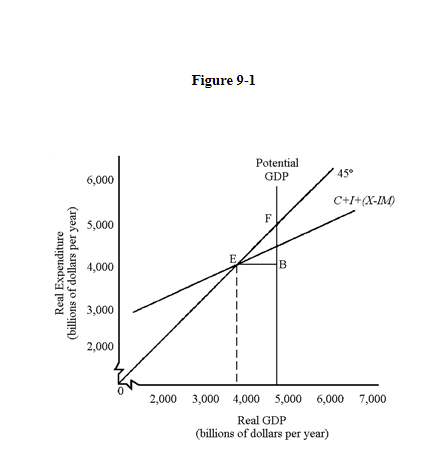 Figure 9-1
Potential
GDP
45°
C+I+(X-IM)
F
E
B
Real Expenditure
(billions of dollars per year)
6,000
5,000
4,000
3,000
2,000
0
2,000 3,000 4,000 5,000 6,000 7,000
Real GDP
(billions of dollars per year)